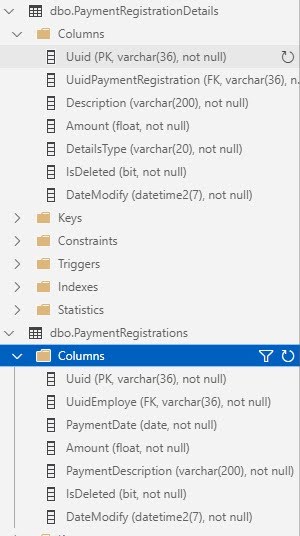 dbo.PaymentRegistrationDetails
Columns
Uuid (PK, varchar(36), not null)
UuidPaymentRegistration (FK, varchar(36), n.
Description (varchar(200), not null)
Amount (float, not null)
DetailsType (varchar(20), not null)
IsDeleted (bit, not null)
DateModify (datetime2(7), not null)
Keys
Constraints
Triggers
Indexes
Statistics
dbo.PaymentRegistrations
Columns
Uuid (PK, varchar(36), not null)
UuidEmploye (FK, varchar(36), not null)
PaymentDate (date, not null)
Amount (float, not null)
PaymentDescription (varchar(200), not null)
IsDeleted (bit, not null)
DateModify (datetime2(7), not null)